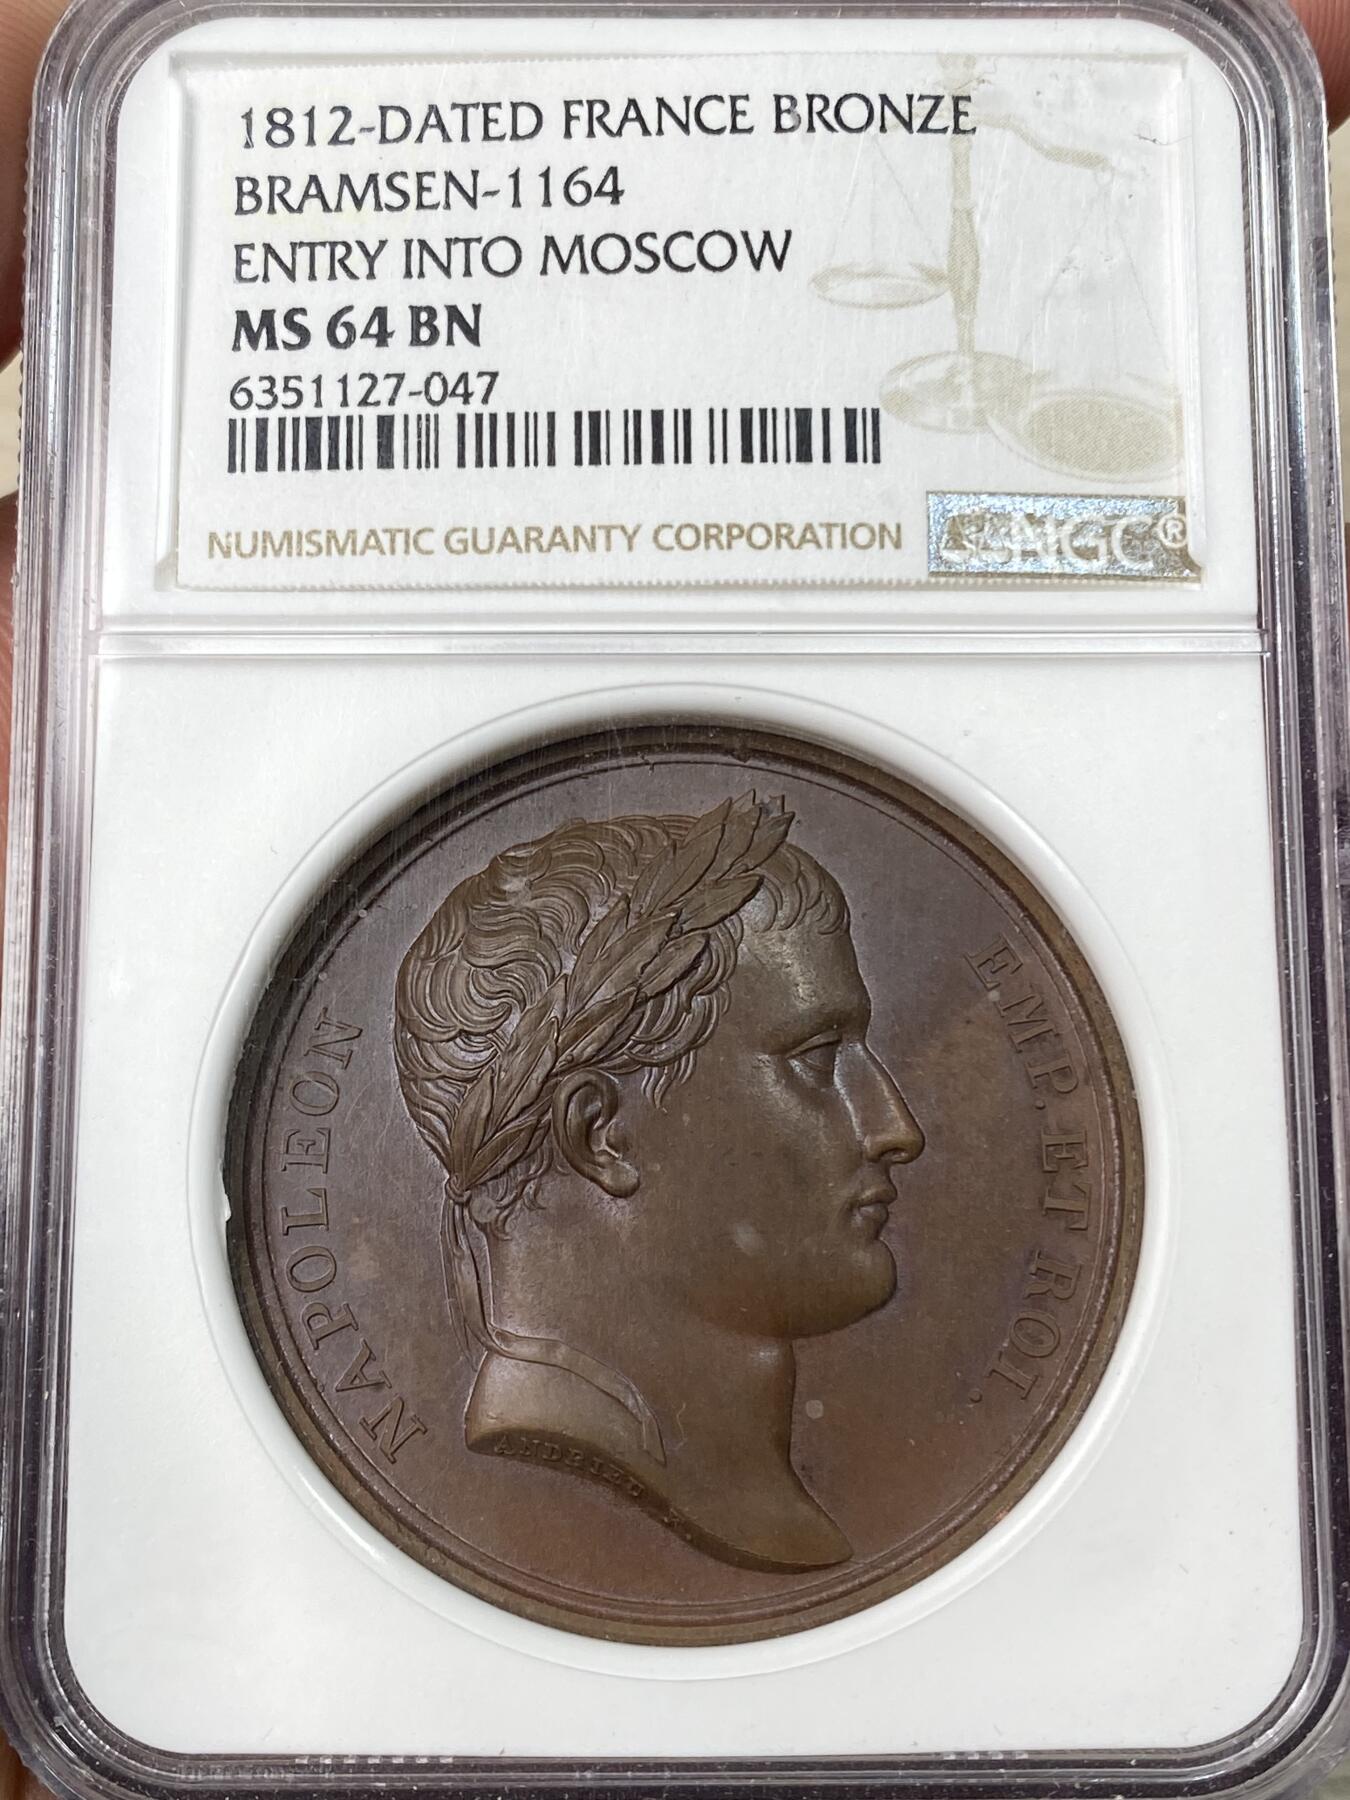 1812-DATED FRANCE BRONZE
BRAMSEN-1164
ENTRY INTO MOSCOW
MS 64 BN
6351127-047
NUMISMATIC GUARANTY CORPORATION
NGC®
NAPOLEON
EMP. ET ROI.
ANDRIEU F.